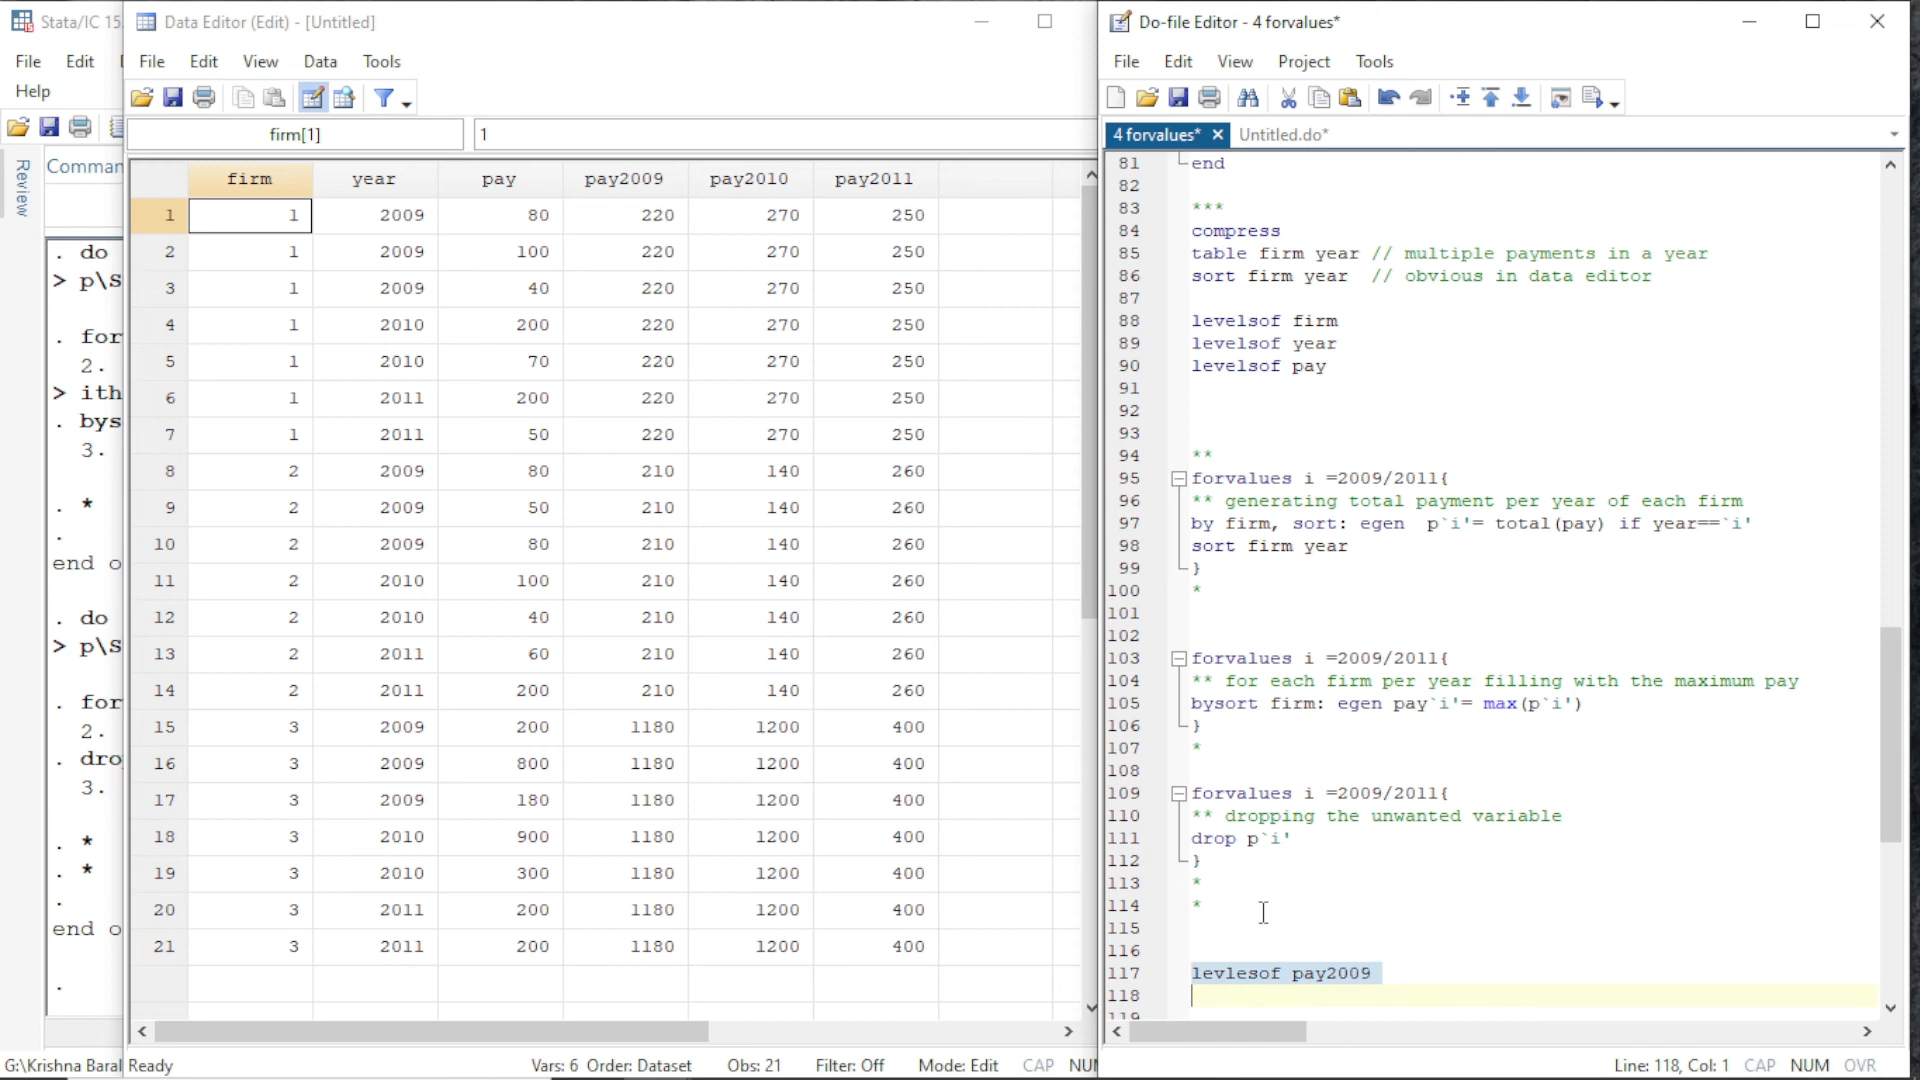 Stata/IC 15
File Edit
Help
Review
Comman
. do
> p\S
. for
2.
> ith
. bys
3.
. *
.
end o
. do
> p\S
. for
2.
. dro
3.
. *
. *
.
end o
.
G:\Krishna Baral
Data Editor (Edit) - [Untitled]
File Edit View Data Tools
firm[1] 1
firm year pay pay2009 pay2010 pay2011
1 1 2009 80 220 270 250
2 1 2009 100 220 270 250
3 1 2009 40 220 270 250
4 1 2010 200 220 270 250
5 1 2010 70 220 270 250
6 1 2011 200 220 270 250
7 1 2011 50 220 270 250
8 2 2009 80 210 140 260
9 2 2009 50 210 140 260
10 2 2009 80 210 140 260
11 2 2010 100 210 140 260
12 2 2010 40 210 140 260
13 2 2011 60 210 140 260
14 2 2011 200 210 140 260
15 3 2009 200 1180 1200 400
16 3 2009 800 1180 1200 400
17 3 2009 180 1180 1200 400
18 3 2010 900 1180 1200 400
19 3 2010 300 1180 1200 400
20 3 2011 200 1180 1200 400
21 3 2011 200 1180 1200 400
Ready Vars: 6 Order: Dataset Obs: 21 Filter: Off Mode: Edit CAP NUM
Do-file Editor - 4 forvalues*
File Edit View Project Tools
4 forvalues* Untitled.do*
81 end
82
83 ***
84 compress
85 table firm year // multiple payments in a year
86 sort firm year // obvious in data editor
87
88 levelsof firm
89 levelsof year
90 levelsof pay
91
92
93
94 **
95 forvalues i =2009/2011{
96 ** generating total payment per year of each firm
97 by firm, sort: egen p`i'= total(pay) if year==`i'
98 sort firm year
99 }
100 *
101
102
103 forvalues i =2009/2011{
104 ** for each firm per year filling with the maximum pay
105 bysort firm: egen pay`i'= max(p`i')
106 }
107 *
108
109 forvalues i =2009/2011{
110 ** dropping the unwanted variable
111 drop p`i'
112 }
113 *
114 *
115
116
117 levlesof pay2009
118
119
Line: 118, Col: 1 CAP NUM OVR